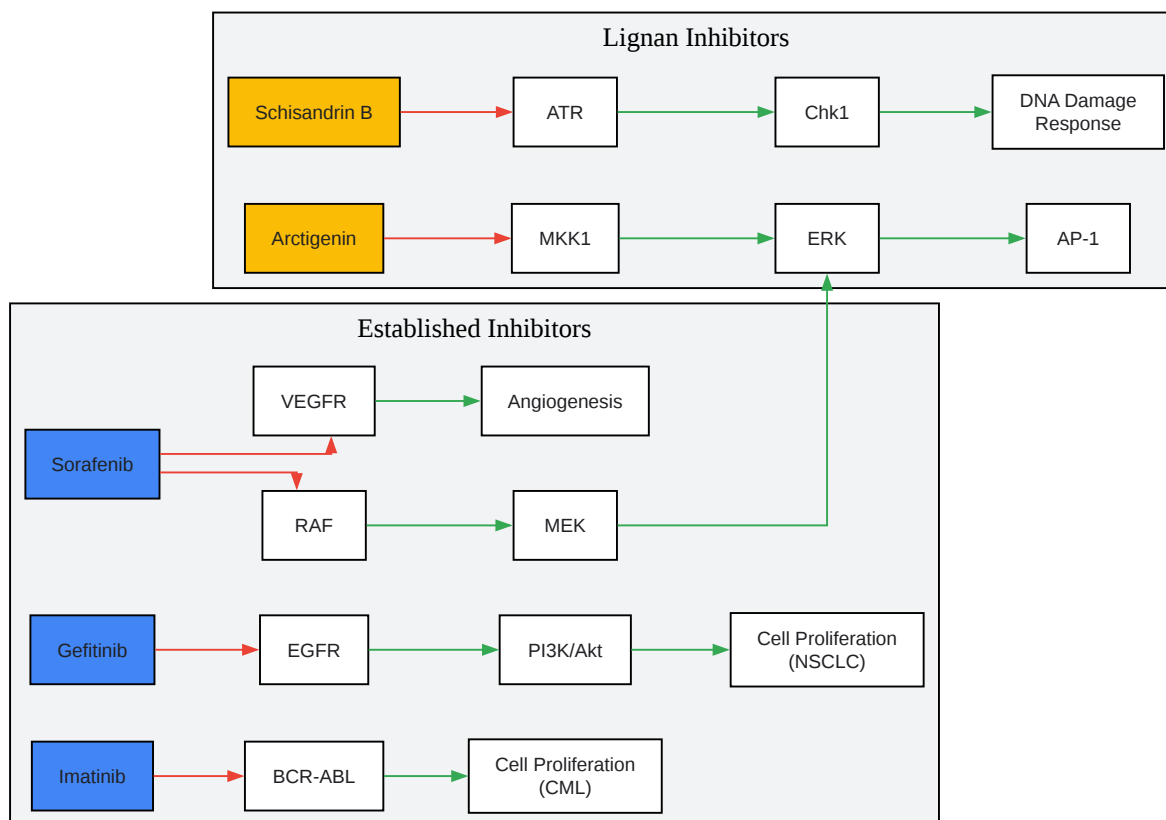 Lignan Inhibitors
Schisandrin B
ATR
Chk1
DNA Damage
Response
Arctigenin
MKK1
ERK
AP-1
Established Inhibitors
VEGFR
Angiogenesis
Sorafenib
RAF
MEK
Gefitinib
EGFR
PI3K/Akt
Cell Proliferation
(NSCLC)
Imatinib
BCR-ABL
Cell Proliferation
(CML)